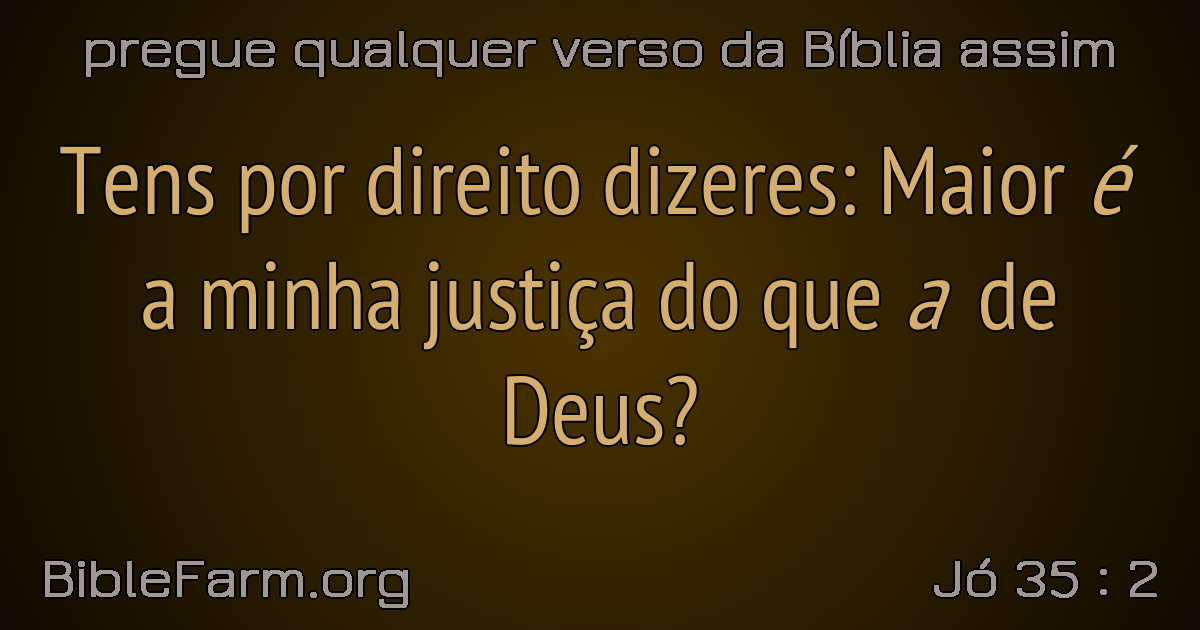 pregue qualquer verso da Bíblia assim
Tens por direito dizeres: Maior é
a minha justiça do que a de
Deus?
BibleFarm.org
Jó 35 : 2